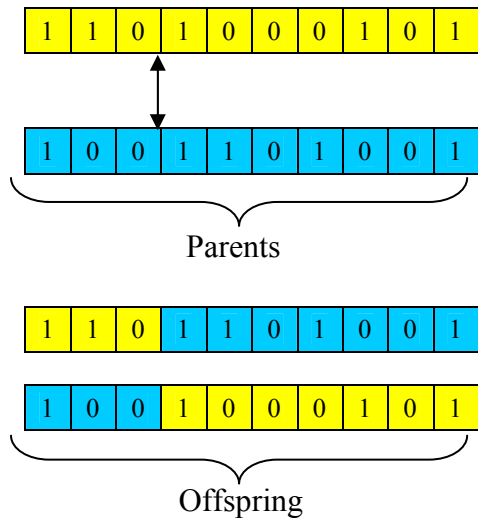 1 1 0 1 0 0 0 1 0 1
1 0 0 1 1 0 1 0 0 1
Parents
1 1 0 1 1 0 1 0 0 1
1 0 0 1 0 0 0 1 0 1
Offspring